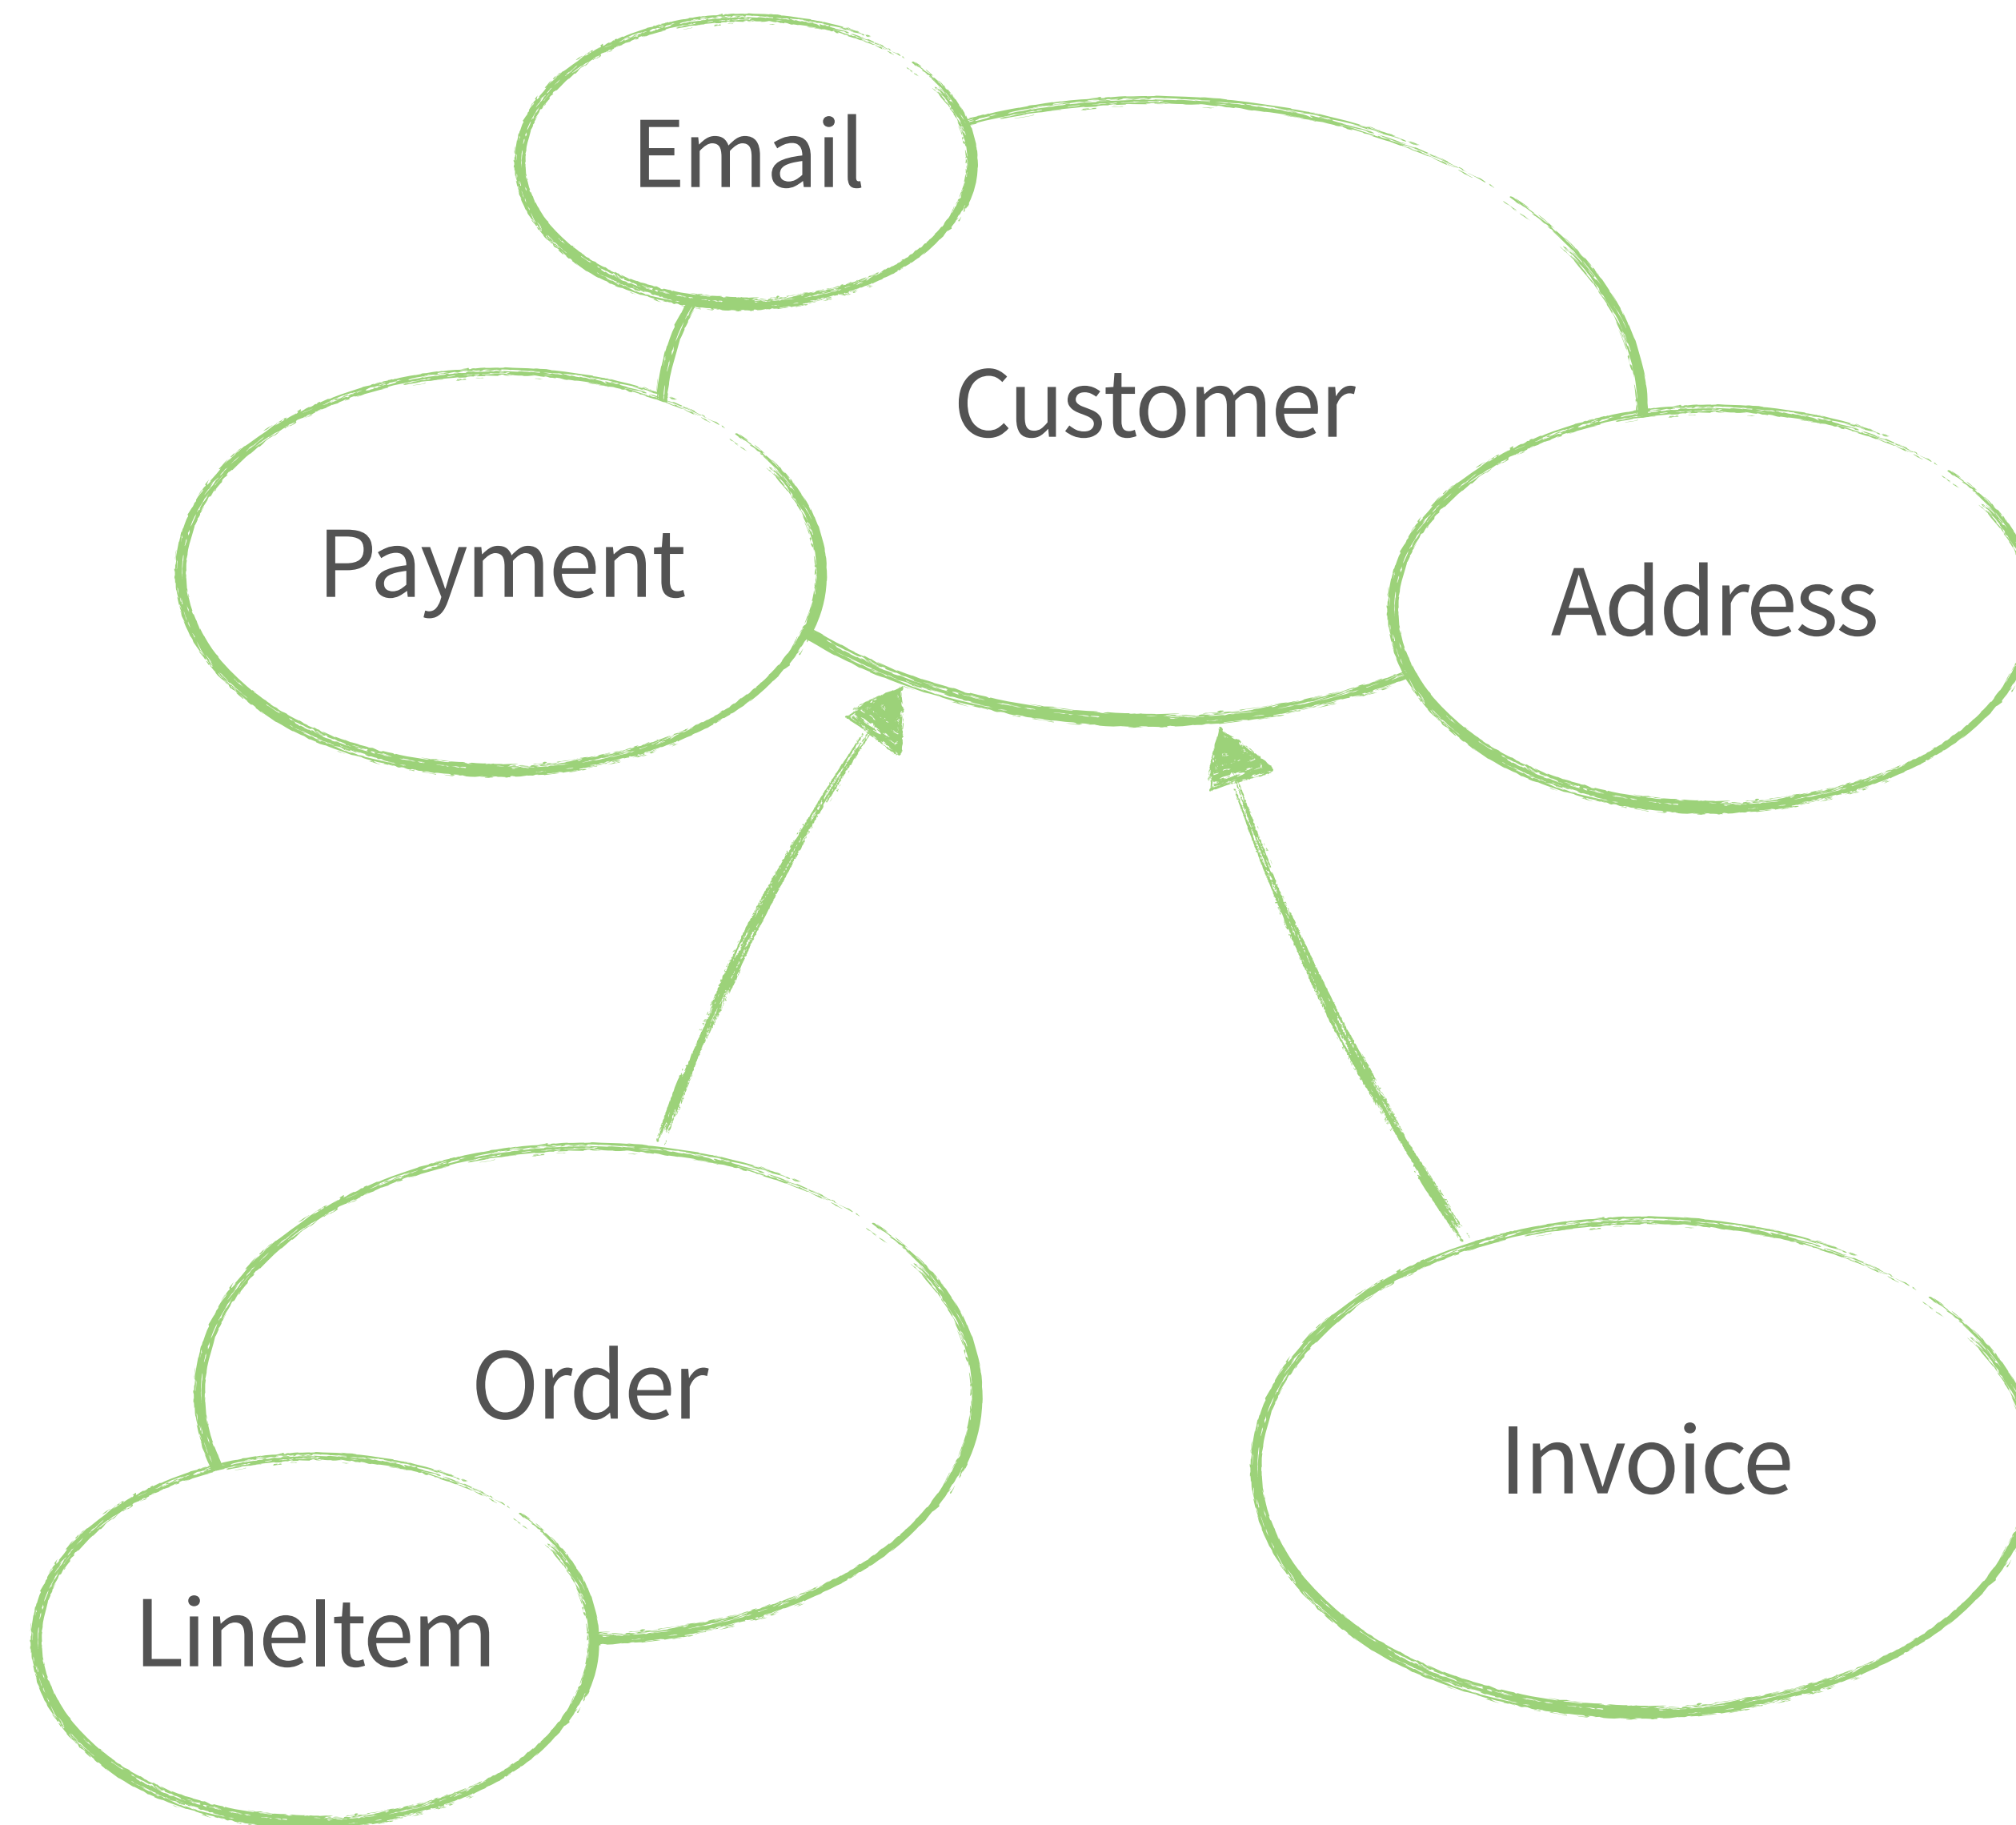 Email
Customer
Payment
Address
Order
Invoice
LineItem